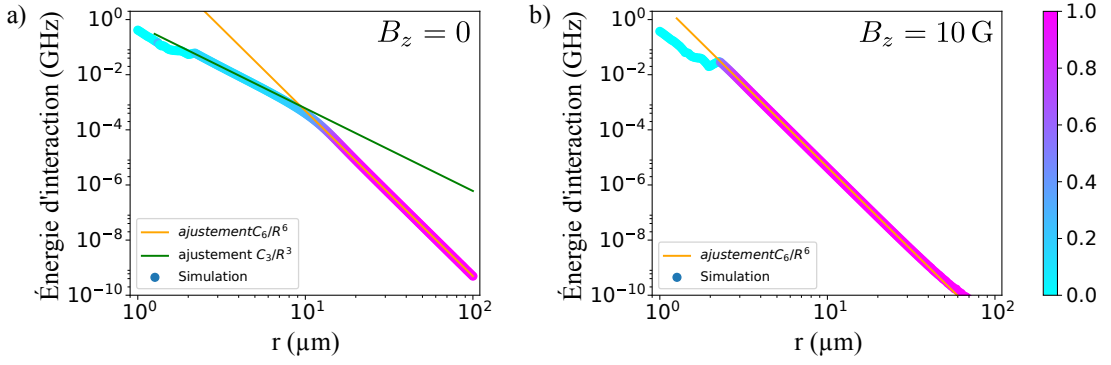 a)
B_z = 0
Énergie d'interaction (GHz)
10^0
10^-2
10^-4
10^-6
10^-8
10^-10
ajustementC_6/R^6
ajustement C_3/R^3
Simulation
10^0
10^1
10^2
r (µm)
b)
B_z = 10 G
Énergie d'interaction (GHz)
10^0
10^-2
10^-4
10^-6
10^-8
10^-10
ajustementC_6/R^6
Simulation
10^0
10^1
10^2
r (µm)
1.0
0.8
0.6
0.4
0.2
0.0